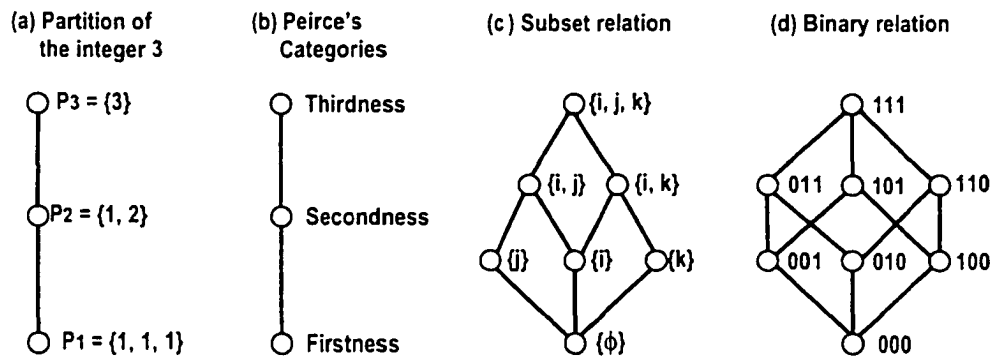 (a) Partition of
the integer 3
P3 = {3}
P2 = {1, 2}
P1 = {1, 1, 1}
(b) Peirce's
Categories
Thirdness
Secondness
Firstness
(c) Subset relation
{i, j, k}
{i, j} {i, k}
{j} {i} {k}
{ϕ}
(d) Binary relation
111
011 101 110
001 010 100
000